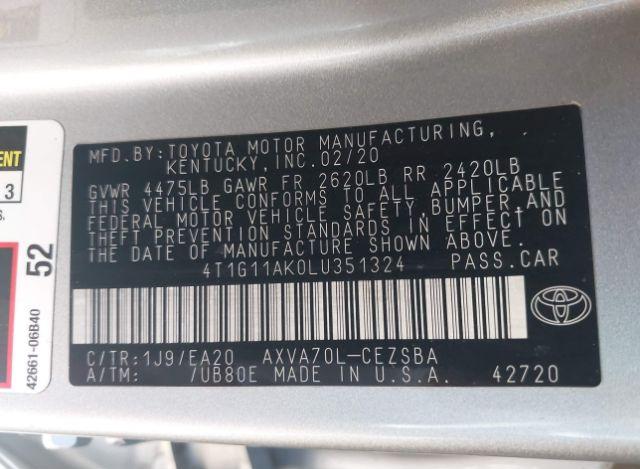 MFD.BY:TOYOTA MOTOR MANUFACTURING,
KENTUCKY,INC.02/20
GVWR 4475LB GAWR FR 2620LB RR 2420LB
THIS VEHICLE CONFORMS TO ALL APPLICABLE
FEDERAL MOTOR VEHICLE SAFETY,BUMPER,AND
THEFT PREVENTION STANDARDS IN EFFECT ON
THE DATE OF MANUFACTURE SHOWN ABOVE.
4T1G11AK0LU351324 PASS.CAR
C/TR:1J9/EA20 AXVA70L-CEZSBA
A/TM: /UB80E MADE IN U.S.A. 42720
TOYOTA
3
52
42661-06B40